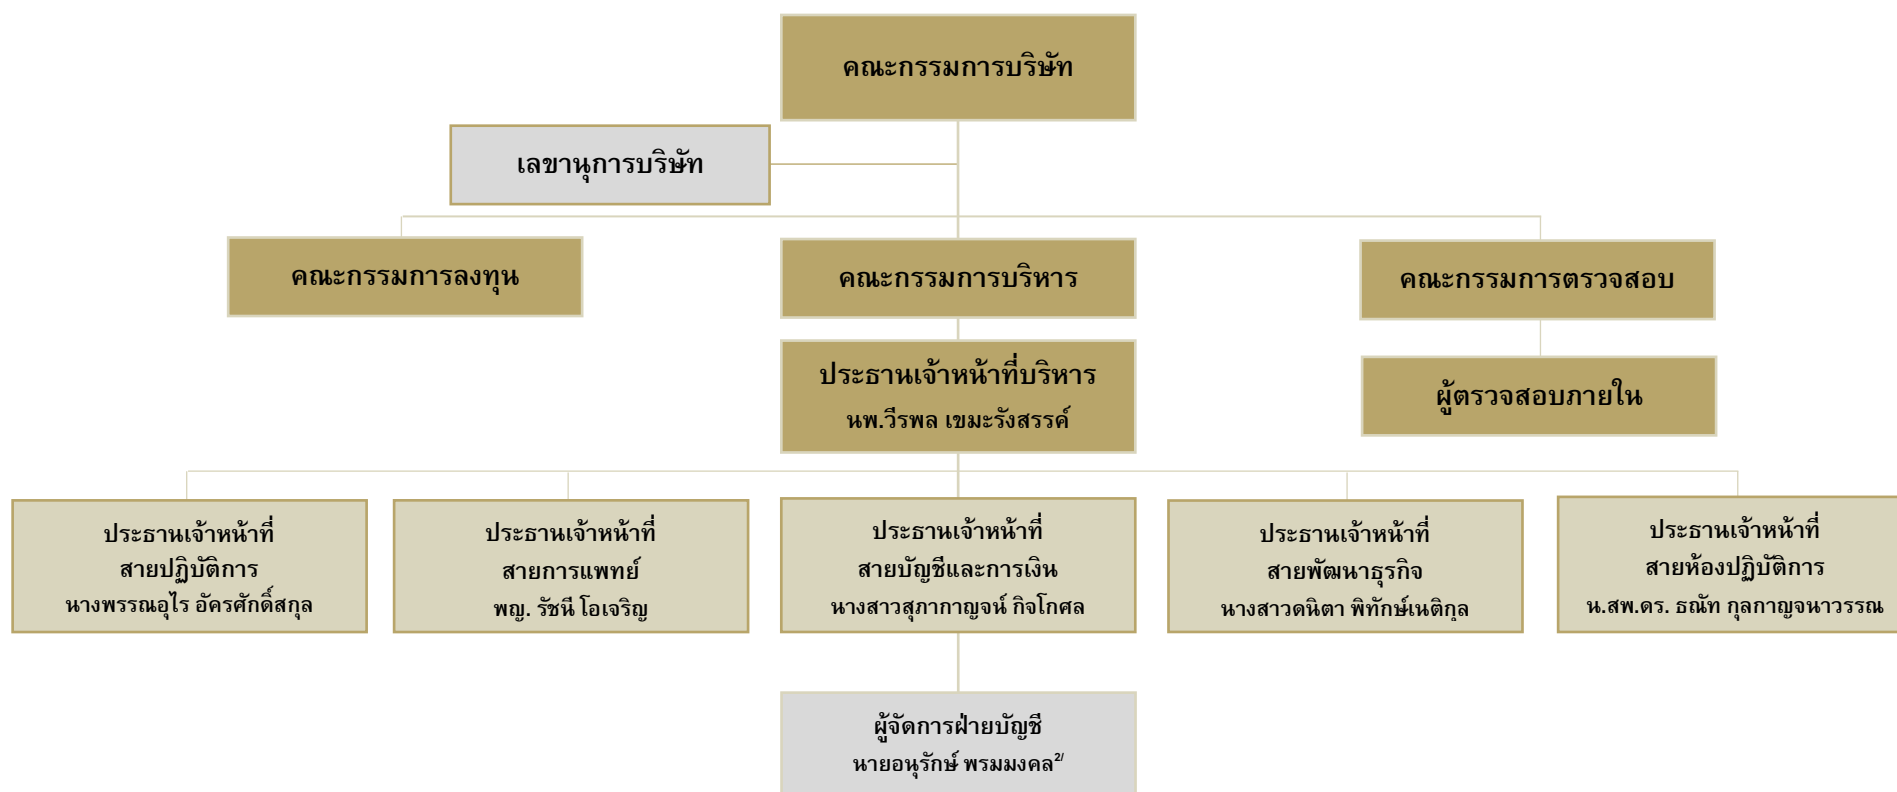 คณะกรรมการบริษัท
เลขานุการบริษัท
คณะกรรมการลงทุน
คณะกรรมการบริหาร
คณะกรรมการตรวจสอบ
ประธานเจ้าหน้าที่บริหาร
นพ.วีรพล เขมะรังสรรค์
ผู้ตรวจสอบภายใน
ประธานเจ้าหน้าที่
สายปฏิบัติการ
นางพรรณอุไร อัครศักดิ์สกุล
ประธานเจ้าหน้าที่
สายการแพทย์
พญ. รัชนี โอเจริญ
ประธานเจ้าหน้าที่
สายบัญชีและการเงิน
นางสาวสุภากาญจน์ กิจโกศล
ประธานเจ้าหน้าที่
สายพัฒนาธุรกิจ
นางสาวดนิตา พิทักษ์เนติกุล
ประธานเจ้าหน้าที่
สายห้องปฏิบัติการ
น.สพ.ดร. ธณัท กุลกาญจนาวรรณ
ผู้จัดการฝ่ายบัญชี
นายอนุรักษ์ พรมมงคล2/